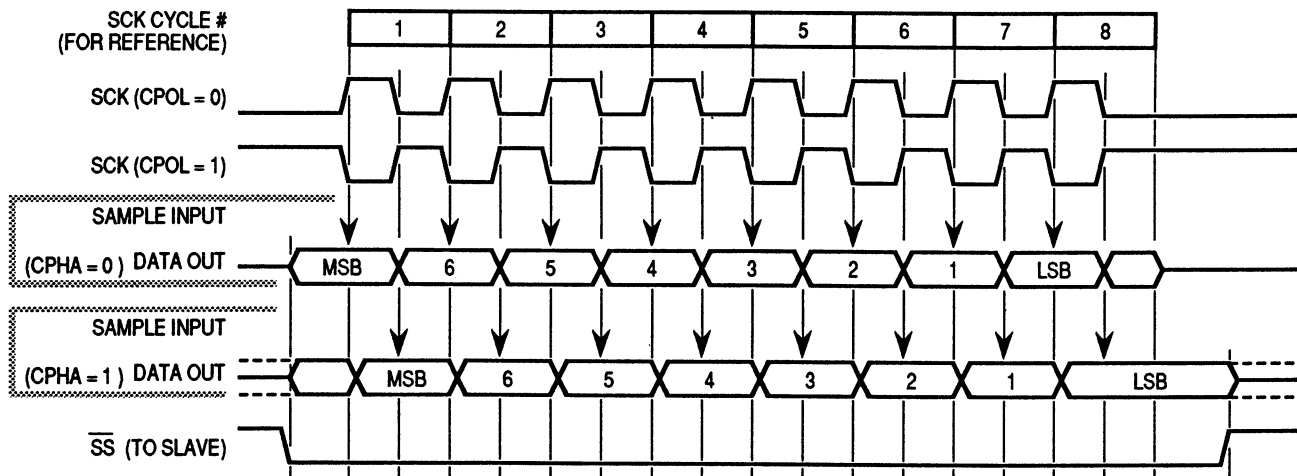 SCK CYCLE #
(FOR REFERENCE)
1 2 3 4 5 6 7 8
SCK (CPOL = 0)
SCK (CPOL = 1)
SAMPLE INPUT
(CPHA = 0 ) DATA OUT
MSB 6 5 4 3 2 1 LSB
SAMPLE INPUT
(CPHA = 1 ) DATA OUT
MSB 6 5 4 3 2 1 LSB
SS (TO SLAVE)